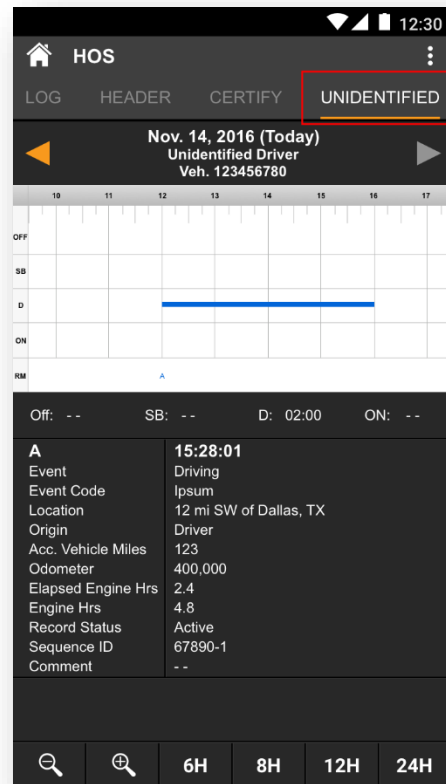 12:30
HOS
LOG HEADER CERTIFY UNIDENTIFIED
Nov. 14, 2016 (Today)
Unidentified Driver
Veh. 123456780
10 11 12 13 14 15 16 17
OFF
SB
D
ON
RM A
Off: -- SB: -- D: 02:00 ON: --
A 15:28:01
Event Driving
Event Code Ipsum
Location 12 mi SW of Dallas, TX
Origin Driver
Acc. Vehicle Miles 123
Odometer 400,000
Elapsed Engine Hrs 2.4
Engine Hrs 4.8
Record Status Active
Sequence ID 67890-1
Comment --
6H 8H 12H 24H